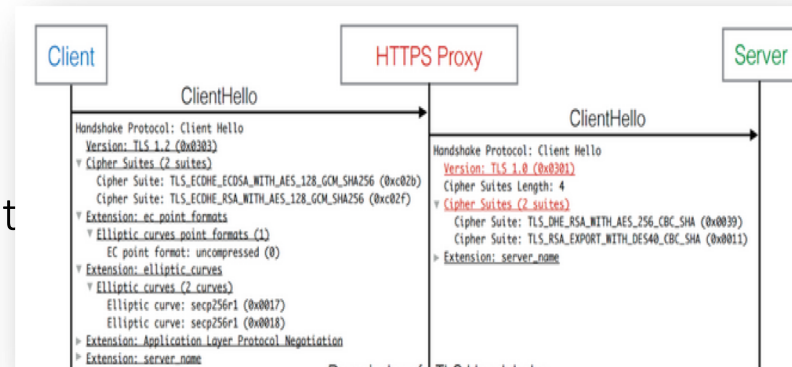 Client
HTTPS Proxy
Server
ClientHello
Handshake Protocol: Client Hello
Version: TLS 1.2 (0x0303)
Cipher Suites (2 suites)
Cipher Suite: TLS_ECDHE_ECDSA_WITH_AES_128_GCM_SHA256 (0xc02b)
Cipher Suite: TLS_ECDHE_RSA_WITH_AES_128_GCM_SHA256 (0xc02f)
Extension: ec point formats
Elliptic curves point formats (1)
EC point format: uncompressed (0)
Extension: elliptic_curves
Elliptic curves (2 curves)
Elliptic curve: secp256r1 (0x0017)
Elliptic curve: secp256r1 (0x0018)
Extension: Application Layer Protocol Negotiation
Extension: server_name
ClientHello
Handshake Protocol: Client Hello
Version: TLS 1.0 (0x0301)
Cipher Suites Length: 4
Cipher Suites (2 suites)
Cipher Suite: TLS_DHE_RSA_WITH_AES_256_CBC_SHA (0x0039)
Cipher Suite: TLS_RSA_EXPORT_WITH_DES40_CBC_SHA (0x0011)
Extension: server_name
t